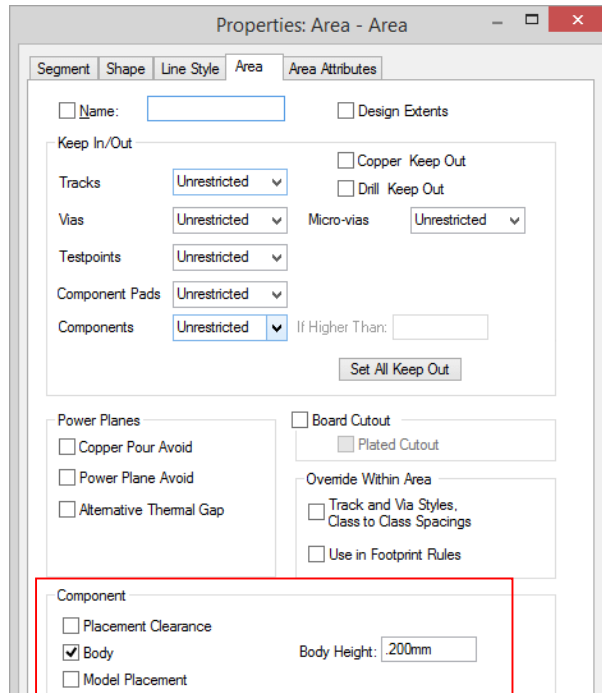 Properties: Area - Area
Segment Shape Line Style Area Area Attributes
Name: Design Extents
Keep In/Out
Copper Keep Out
Tracks Unrestricted Drill Keep Out
Vias Unrestricted Micro-vias Unrestricted
Testpoints Unrestricted
Component Pads Unrestricted
Components Unrestricted If Higher Than:
Set All Keep Out
Power Planes Board Cutout
Copper Pour Avoid Plated Cutout
Power Plane Avoid Override Within Area
Alternative Thermal Gap Track and Via Styles,
Class to Class Spacings
Use in Footprint Rules
Component
Placement Clearance
Body Body Height: .200mm
Model Placement